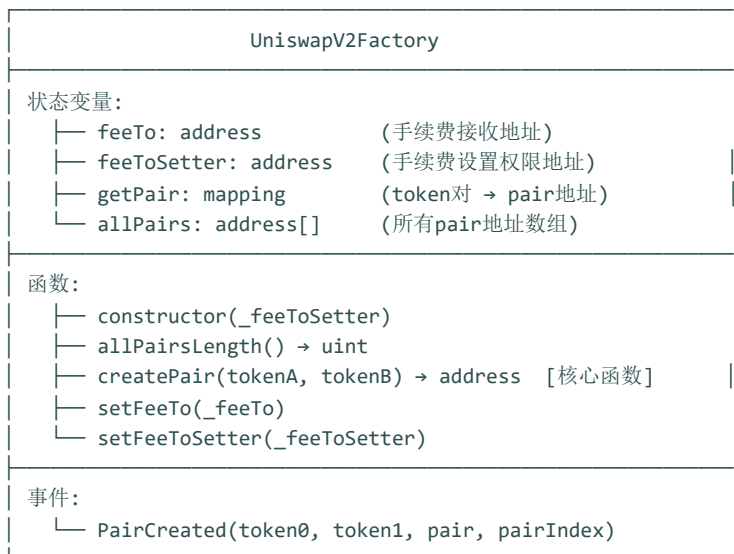 UniswapV2Factory
状态变量:
├── feeTo: address (手续费接收地址)
├── feeToSetter: address (手续费设置权限地址)
├── getPair: mapping (token对 → pair地址)
└── allPairs: address[] (所有pair地址数组)
函数:
├── constructor(_feeToSetter)
├── allPairsLength() → uint
├── createPair(tokenA, tokenB) → address [核心函数]
├── setFeeTo(_feeTo)
└── setFeeToSetter(_feeToSetter)
事件:
└── PairCreated(token0, token1, pair, pairIndex)